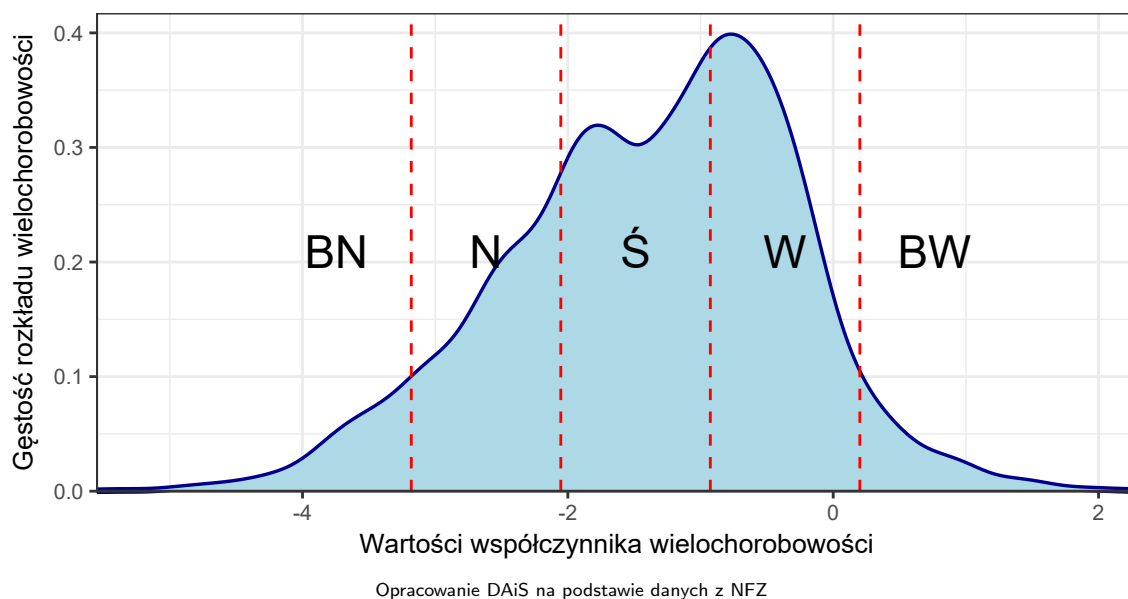 Gęstość rozkładu wielochorobowości
0.4
0.3
0.2
0.1
0.0
BN N Ś W BW
-4 -2 0 2
Wartości współczynnika wielochorobowości
Opracowanie DAiS na podstawie danych z NFZ